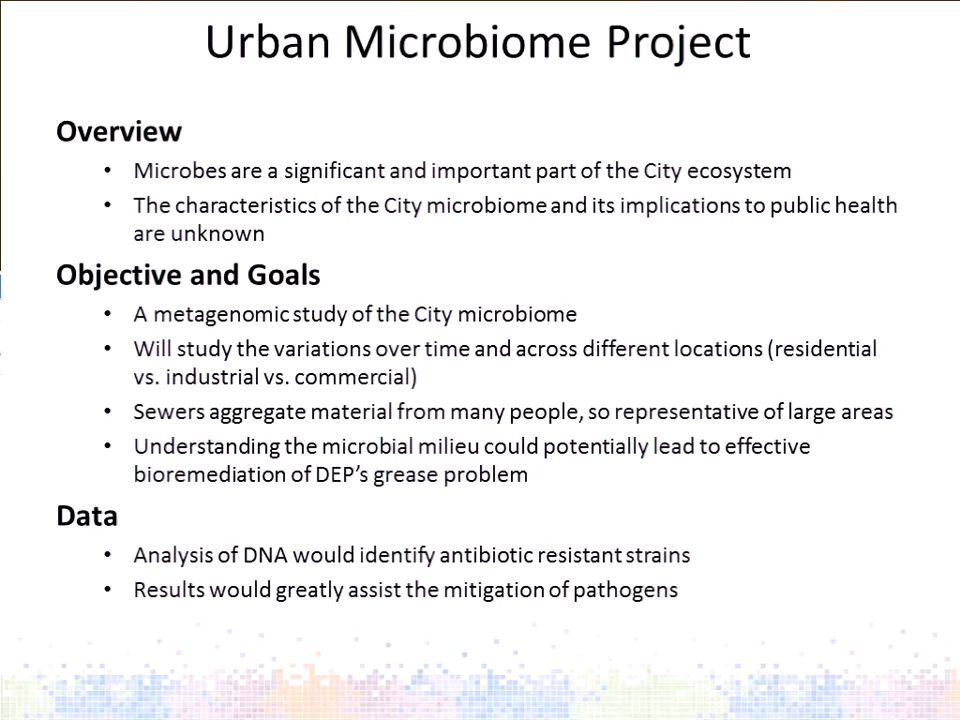 Urban Microbiome Project
Overview
• Microbes are a significant and important part of the City ecosystem
• The characteristics of the City microbiome and its implications to public health
are unknown
Objective and Goals
• A metagenomic study of the City microbiome
• Will study the variations over time and across different locations (residential
vs. industrial vs. commercial)
• Sewers aggregate material from many people, so representative of large areas
• Understanding the microbial milieu could potentially lead to effective
bioremediation of DEP's grease problem
Data
• Analysis of DNA would identify antibiotic resistant strains
• Results would greatly assist the mitigation of pathogens